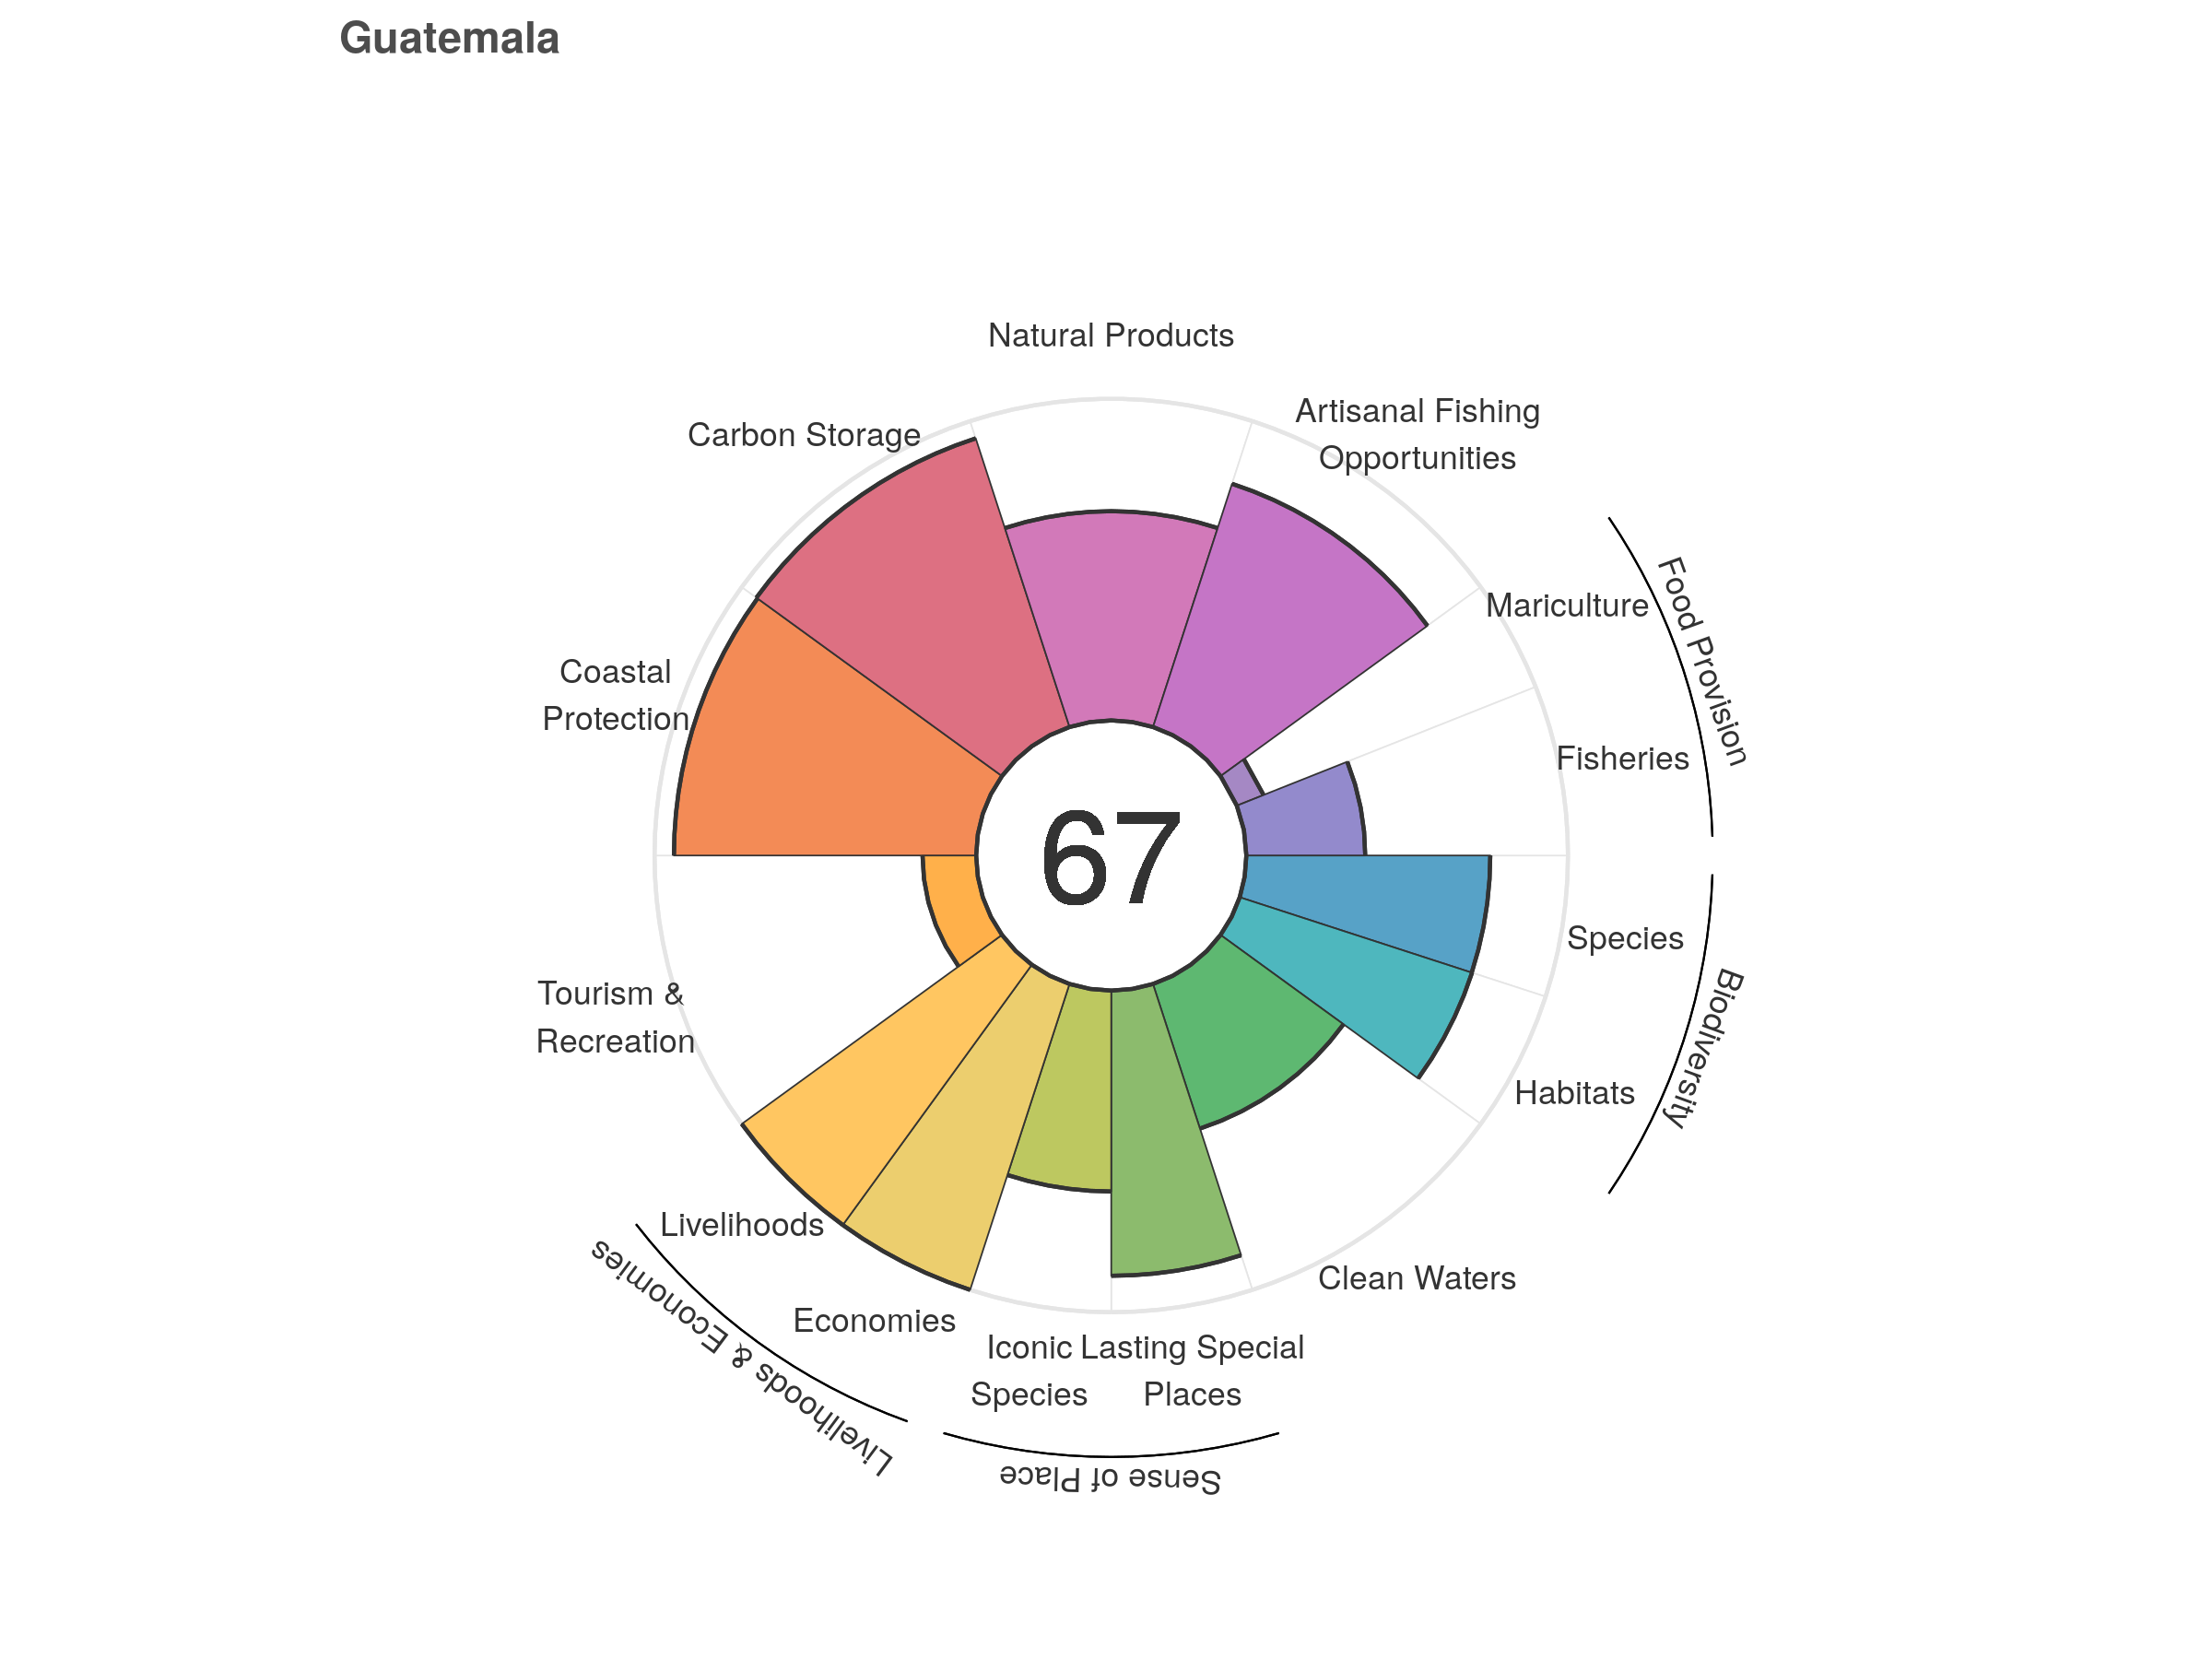 Guatemala
Natural Products
Artisanal Fishing
Opportunities
Carbon Storage
Mariculture
Food Provision
Coastal
Protection
Fisheries
67
Species
Biodiversity
Tourism &
Recreation
Habitats
Livelihoods
Clean Waters
Economies
Livelihoods & Economies
Iconic
Species
Lasting Special
Places
Sense of Place